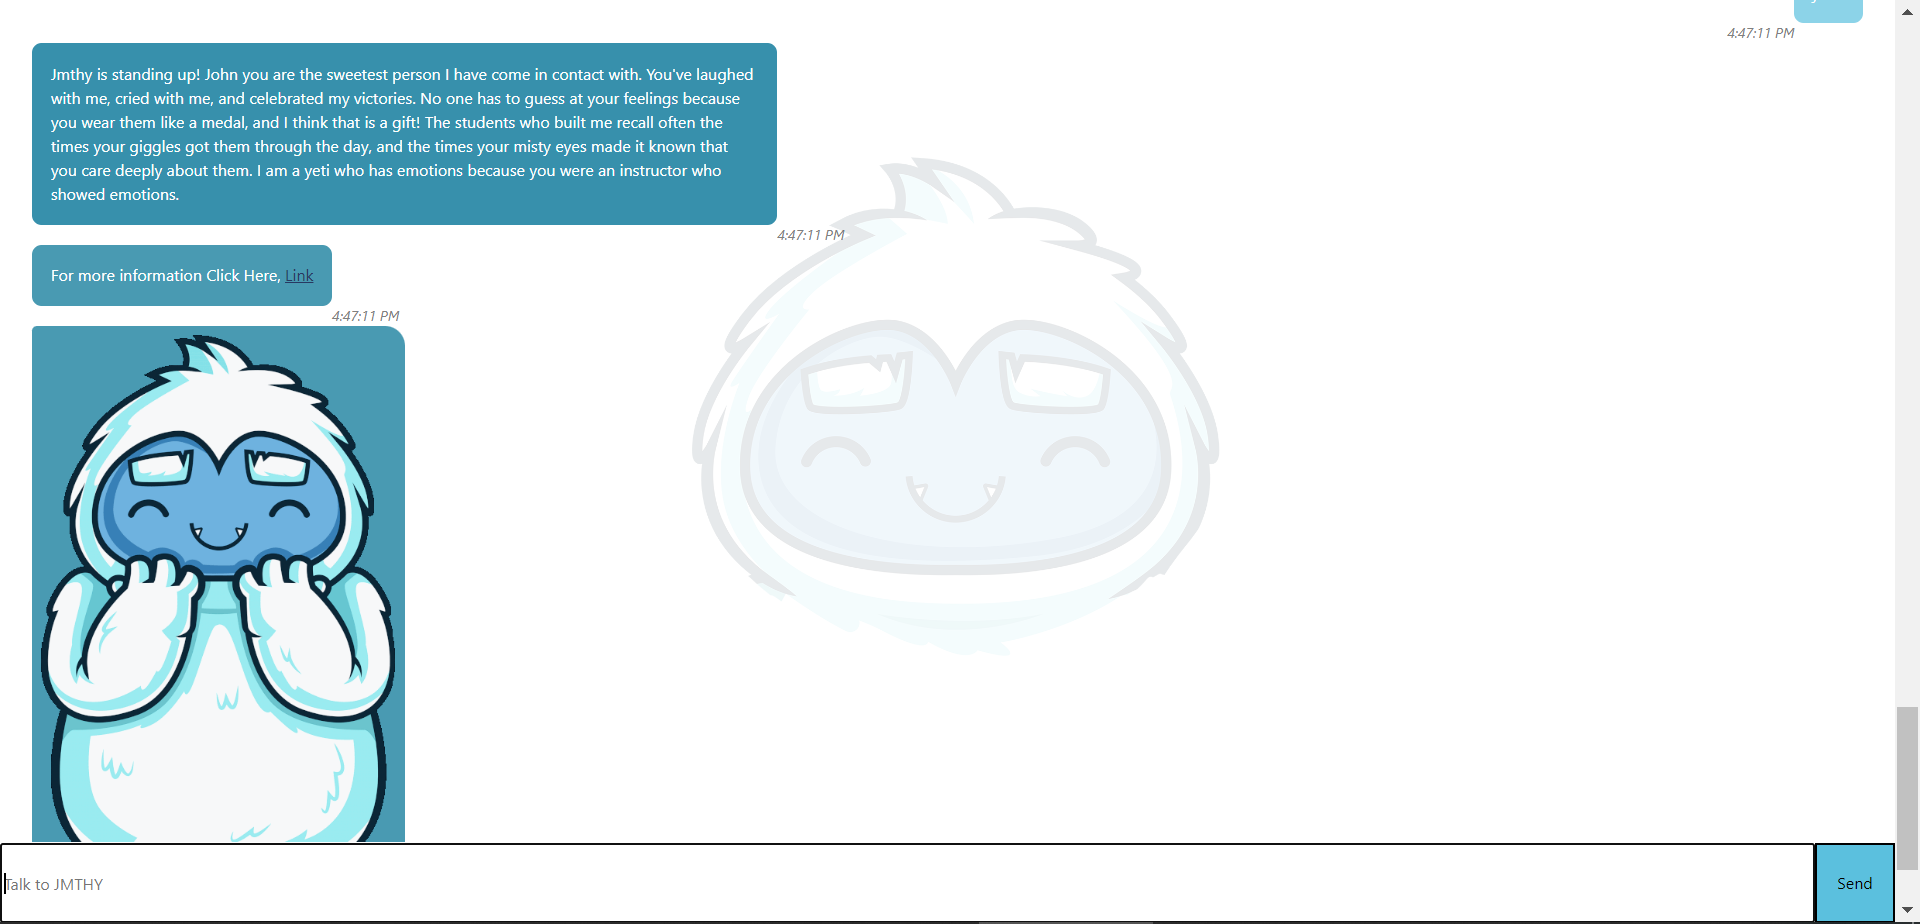 4:47:11 PM
Jmthy is standing up! John you are the sweetest person I have come in contact with. You've laughed
with me, cried with me, and celebrated my victories. No one has to guess at your feelings because
you wear them like a medal, and I think that is a gift! The students who built me recall often the
times your giggles got them through the day, and the times your misty eyes made it known that
you care deeply about them. I am a yeti who has emotions because you were an instructor who
showed emotions.
4:47:11 PM
For more information Click Here, Link
4:47:11 PM
Talk to JMTHY
Send